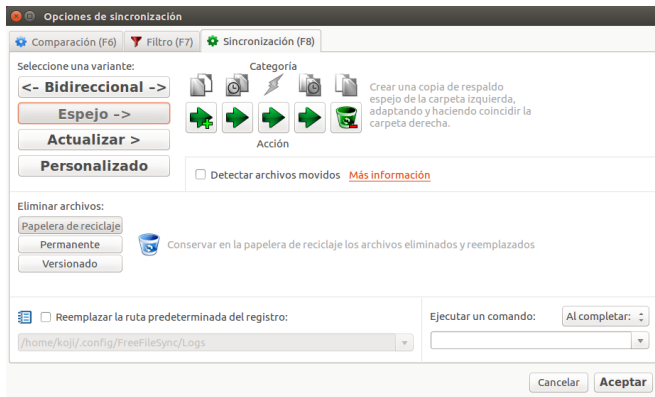 Opciones de sincronización
Comparación (F6)
Filtro (F7)
Sincronización (F8)
Seleccione una variante:
Categoría
<- Bidireccional ->
Espejo ->
Actualizar >
Personalizado
Crear una copia de respaldo
espejo de la carpeta izquierda,
adaptando y haciendo coincidir la
carpeta derecha.
Acción
Detectar archivos movidos Más información
Eliminar archivos:
Papelera de reciclaje
Permanente
Versionado
Conservar en la papelera de reciclaje los archivos eliminados y reemplazados
Reemplazar la ruta predeterminada del registro:
/home/koji/.config/FreeFileSync/Logs
Ejecutar un comando:
Al completar:
Cancelar
Aceptar